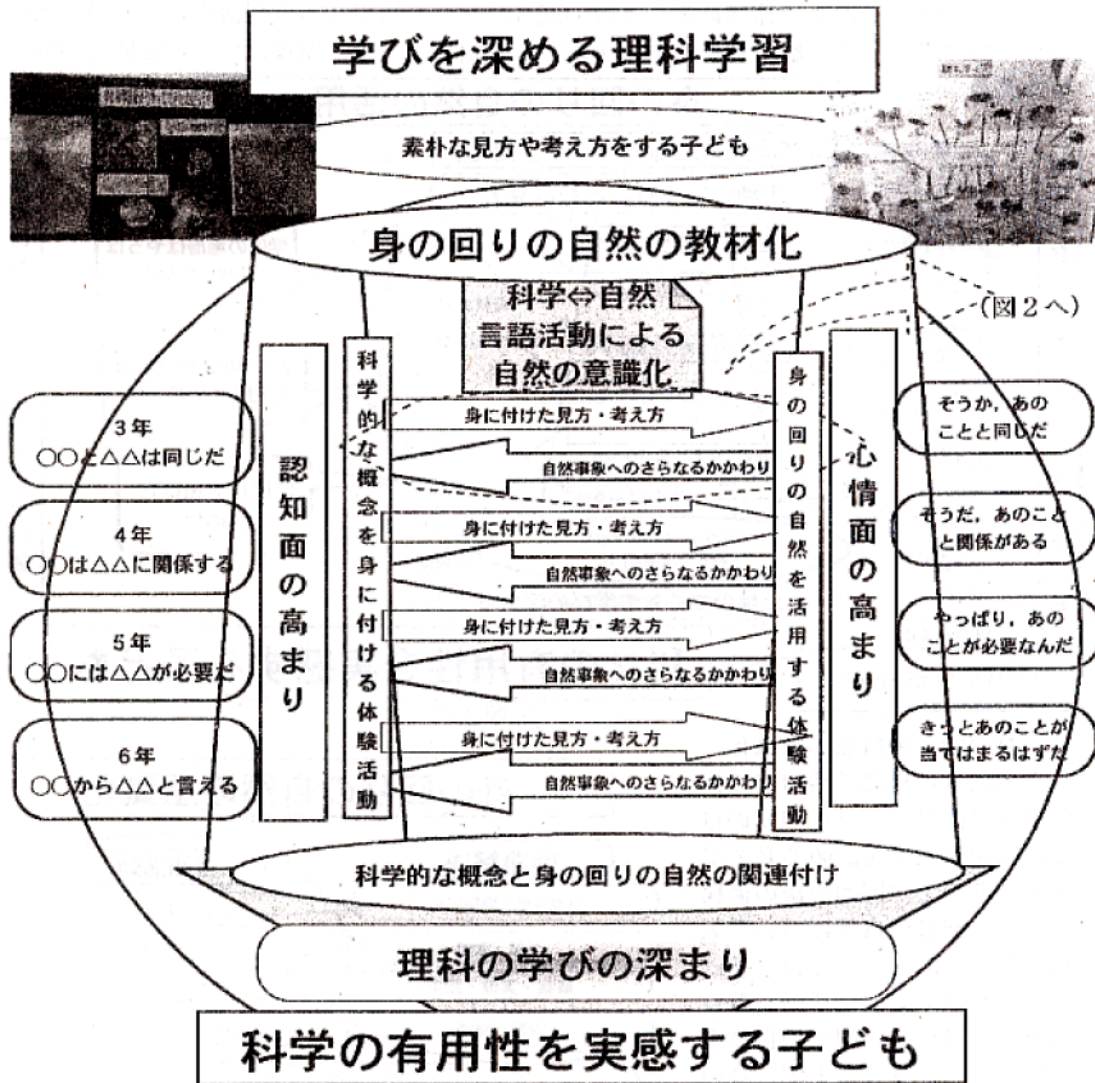 学びを深める理科学習
素朴な見方や考え方をする子ども
身の回りの自然の教材化
科学⇔自然
言語活動による
自然の意識化
(図2へ)
3年
○○と△△は同じだ
4年
○○は△△に関係する
5年
○○には△△が必要だ
6年
○○から△△と言える
認知面の高まり
科学的な概念を身に付ける体験活動
身に付けた見方・考え方
自然事象へのさらなるかかわり
身に付けた見方・考え方
自然事象へのさらなるかかわり
身に付けた見方・考え方
自然事象へのさらなるかかわり
身に付けた見方・考え方
自然事象へのさらなるかかわり
身の回りの自然を活用する体験活動
心情面の高まり
そうか,あの
ことと同じだ
そうだ,あのこと
と関係がある
やっぱり,あの
ことが必要なんだ
きっとあのことが
当てはまるはずだ
科学的な概念と身の回りの自然の関連付け
理科の学びの深まり
科学の有用性を実感する子ども